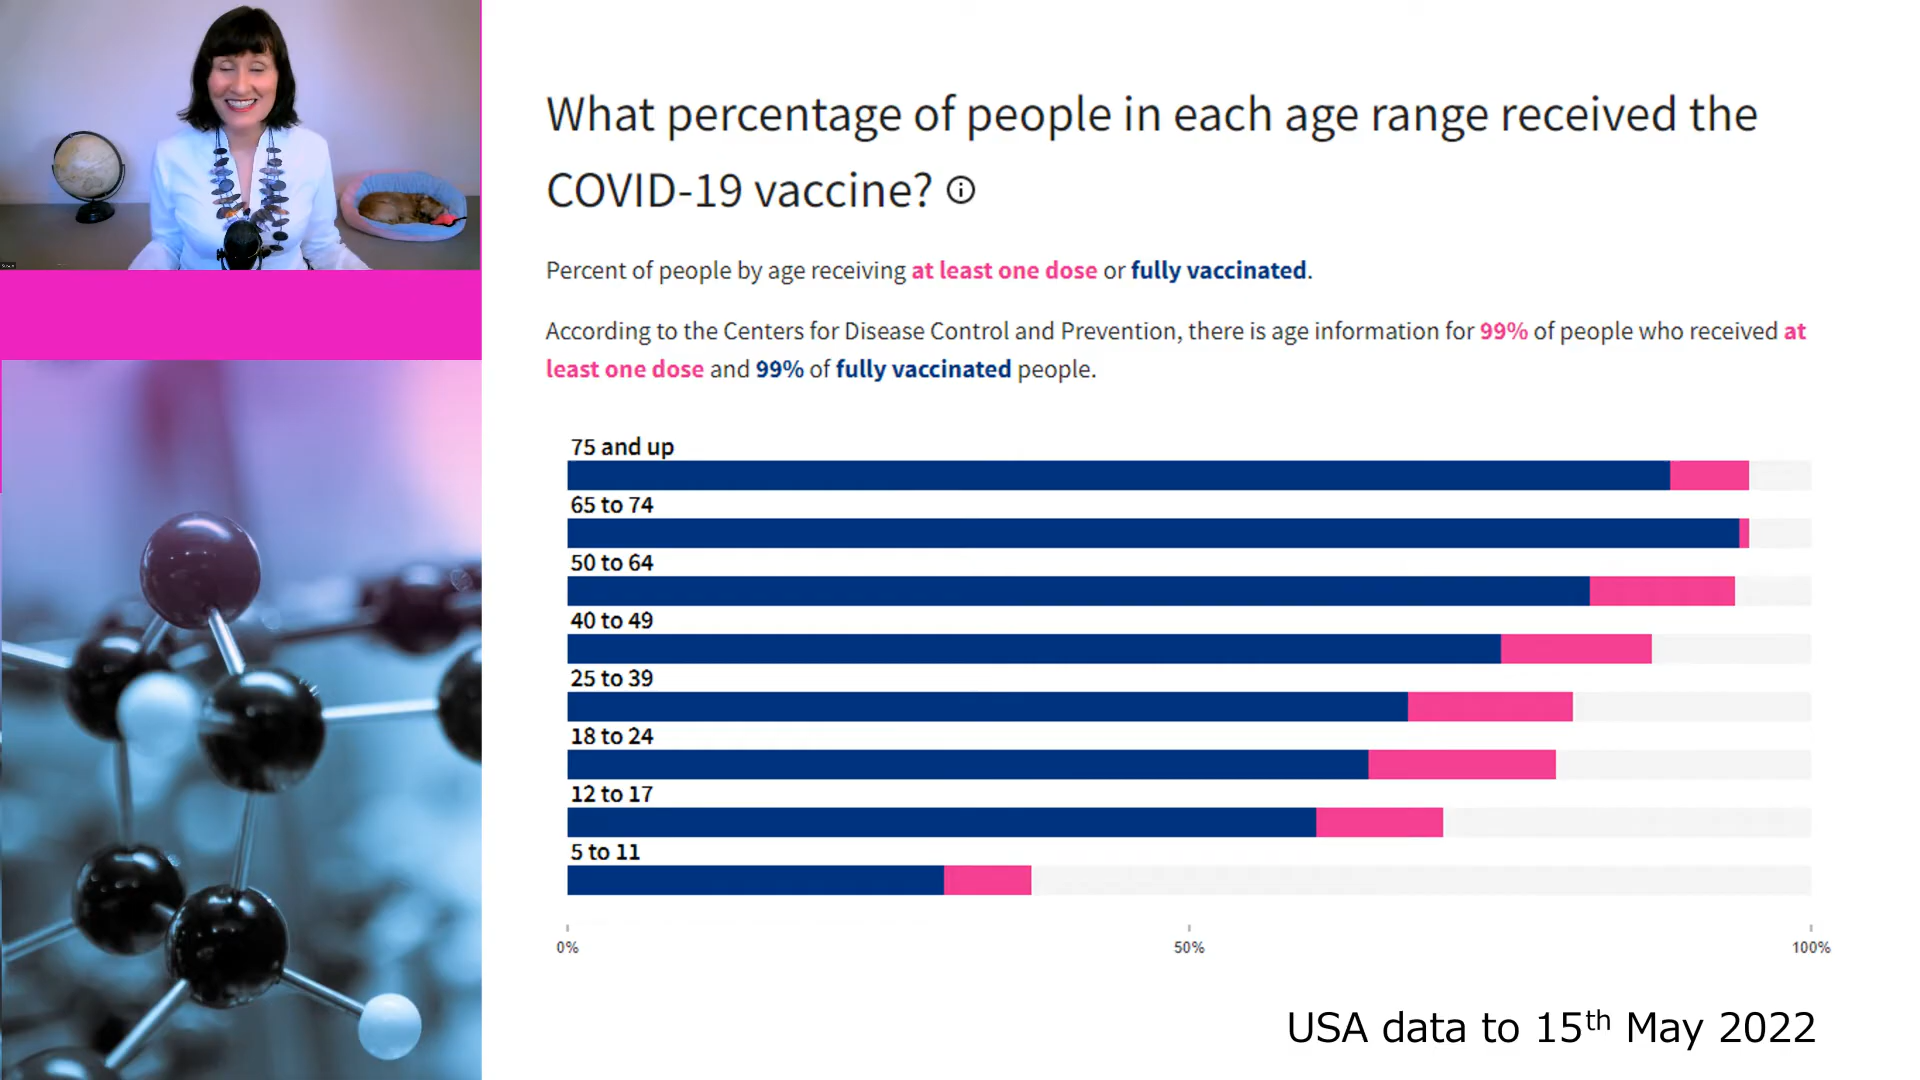 What percentage of people in each age range received the
COVID-19 vaccine?
Percent of people by age receiving at least one dose or fully vaccinated.
According to the Centers for Disease Control and Prevention, there is age information for 99% of people who received at
least one dose and 99% of fully vaccinated people.
75 and up
65 to 74
50 to 64
40 to 49
25 to 39
18 to 24
12 to 17
5 to 11
0% 50% 100%
USA data to 15th May 2022